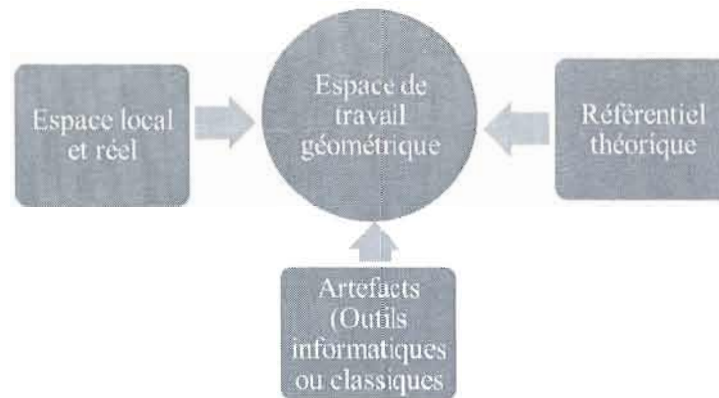 Espace local
et réel
Espace de
travail
géométrique
Référentiel
théorique
Artefacts
(Outils
informatiques
ou classiques